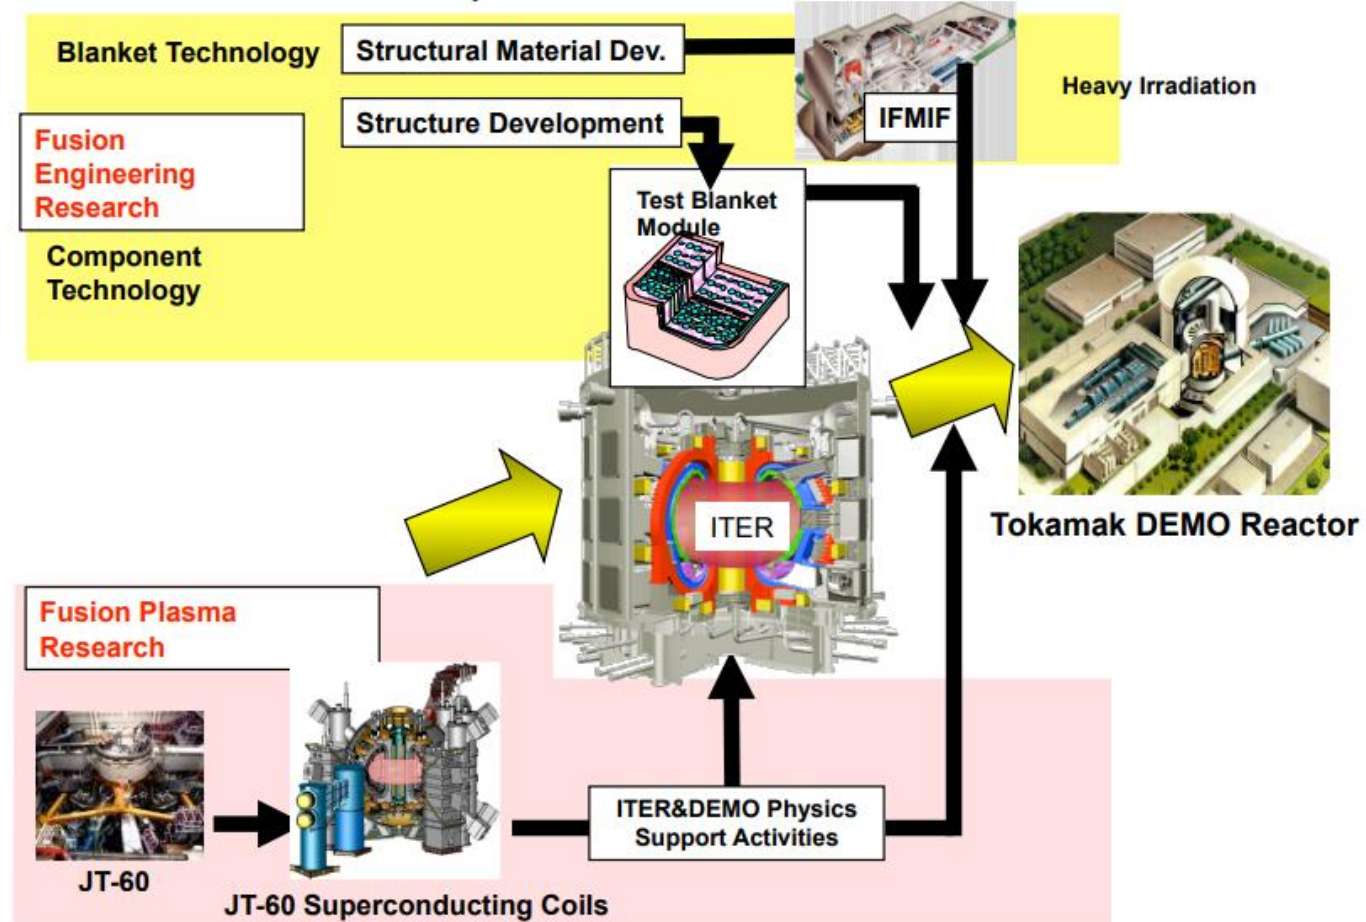 Blanket Technology
Structural Material Dev.
Heavy Irradiation
IFMIF
Structure Development
Fusion
Engineering
Research
Test Blanket
Module
Component
Technology
ITER
Tokamak DEMO Reactor
Fusion Plasma
Research
ITER&DEMO Physics
Support Activities
JT-60
JT-60 Superconducting Coils